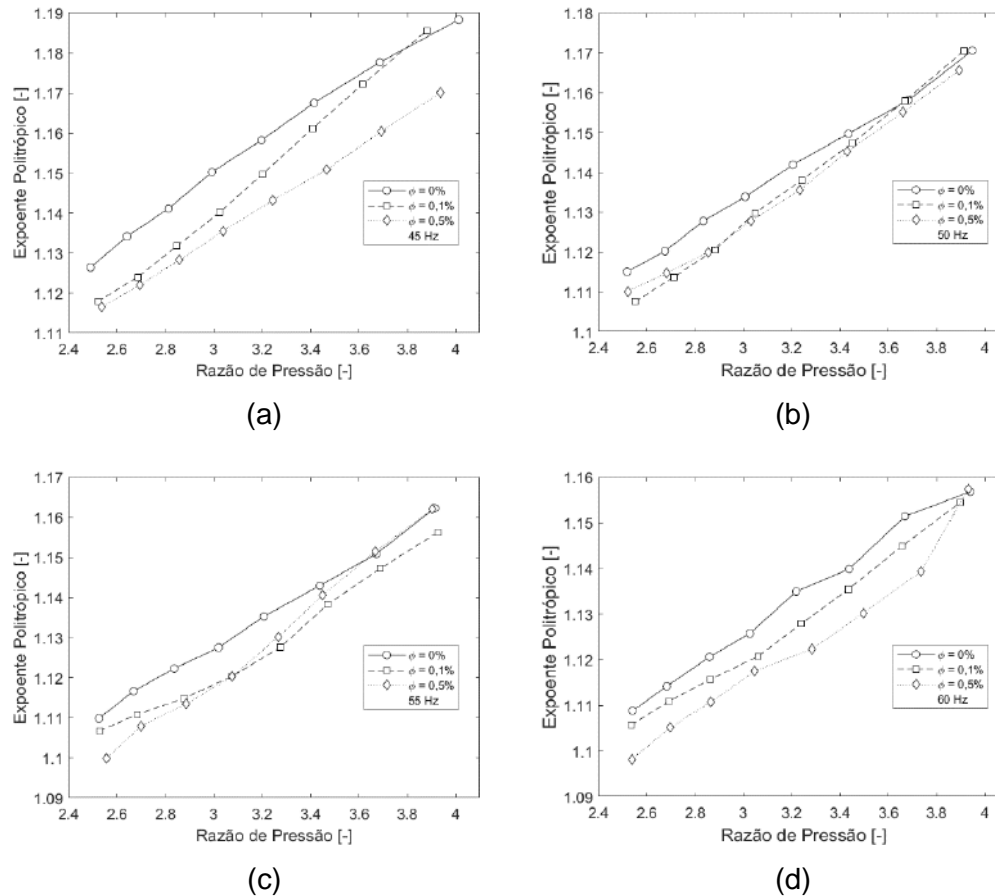 1.19
1.18
1.17
1.16
1.15
1.14
1.13
1.12
1.11
Expoente Politrópico [-]
ϕ = 0%
ϕ = 0,1%
ϕ = 0,5%
45 Hz
2.4 2.6 2.8 3 3.2 3.4 3.6 3.8 4
Razão de Pressão [-]
(a)
1.18
1.17
1.16
1.15
1.14
1.13
1.12
1.11
1.1
Expoente Politrópico [-]
ϕ = 0%
ϕ = 0,1%
ϕ = 0,5%
50 Hz
2.4 2.6 2.8 3 3.2 3.4 3.6 3.8 4
Razão de Pressão [-]
(b)
1.17
1.16
1.15
1.14
1.13
1.12
1.11
1.1
1.09
Expoente Politrópico [-]
ϕ = 0%
ϕ = 0,1%
ϕ = 0,5%
55 Hz
2.4 2.6 2.8 3 3.2 3.4 3.6 3.8 4
Razão de Pressão [-]
(c)
1.16
1.15
1.14
1.13
1.12
1.11
1.1
1.09
Expoente Politrópico [-]
ϕ = 0%
ϕ = 0,1%
ϕ = 0,5%
60 Hz
2.4 2.6 2.8 3 3.2 3.4 3.6 3.8 4
Razão de Pressão [-]
(d)